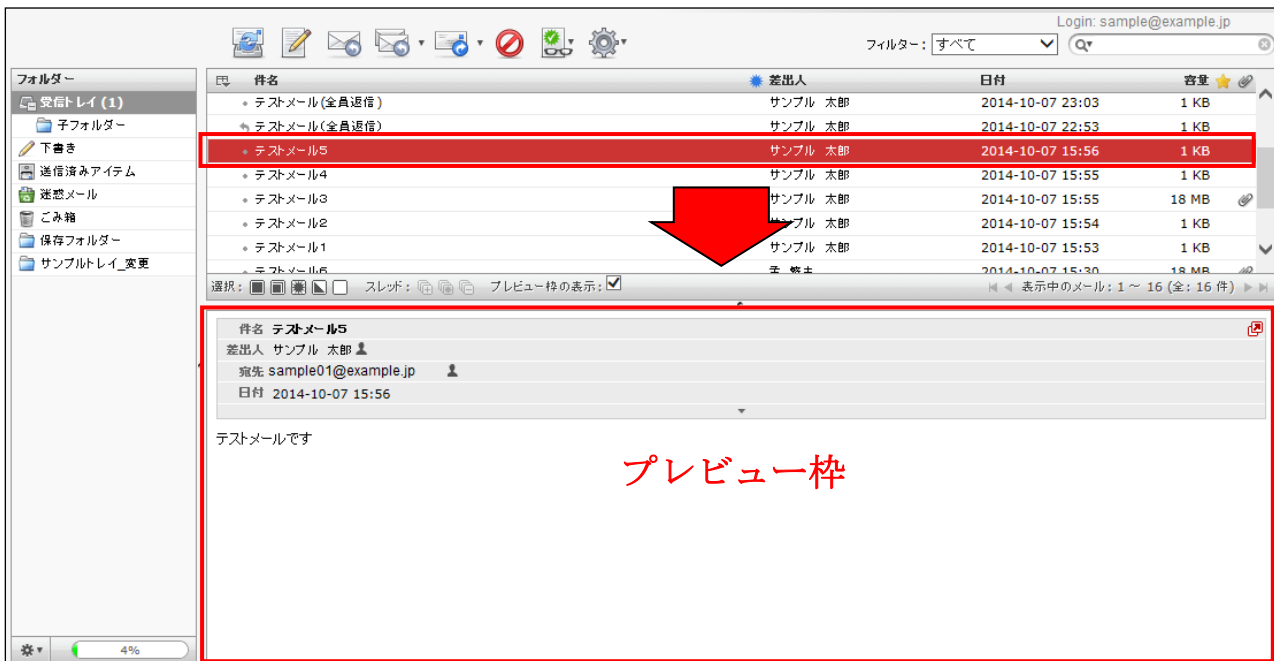 Login: sample@example.jp
フィルター: すべて
フォルダー
受信トレイ (1)
子フォルダー
下書き
送信済みアイテム
迷惑メール
ごみ箱
保存フォルダー
サンプルトレイ_変更
4%
件名 差出人 日付 容量
テストメール(全員返信) サンプル 太郎 2014-10-07 23:03 1 KB
テストメール(全員返信) サンプル 太郎 2014-10-07 22:53 1 KB
テストメール5 サンプル 太郎 2014-10-07 15:56 1 KB
テストメール4 サンプル 太郎 2014-10-07 15:55 1 KB
テストメール3 サンプル 太郎 2014-10-07 15:55 18 MB
テストメール2 サンプル 太郎 2014-10-07 15:54 1 KB
テストメール1 サンプル 太郎 2014-10-07 15:53 1 KB
テストメール6 2014-10-07 15:30 18 MB
選択: スレッド: プレビュー枠の表示: 表示中のメール: 1 ~ 16 (全: 16 件)
件名 テストメール5
差出人 サンプル 太郎
宛先 sample01@example.jp
日付 2014-10-07 15:56
テストメールです
プレビュー枠